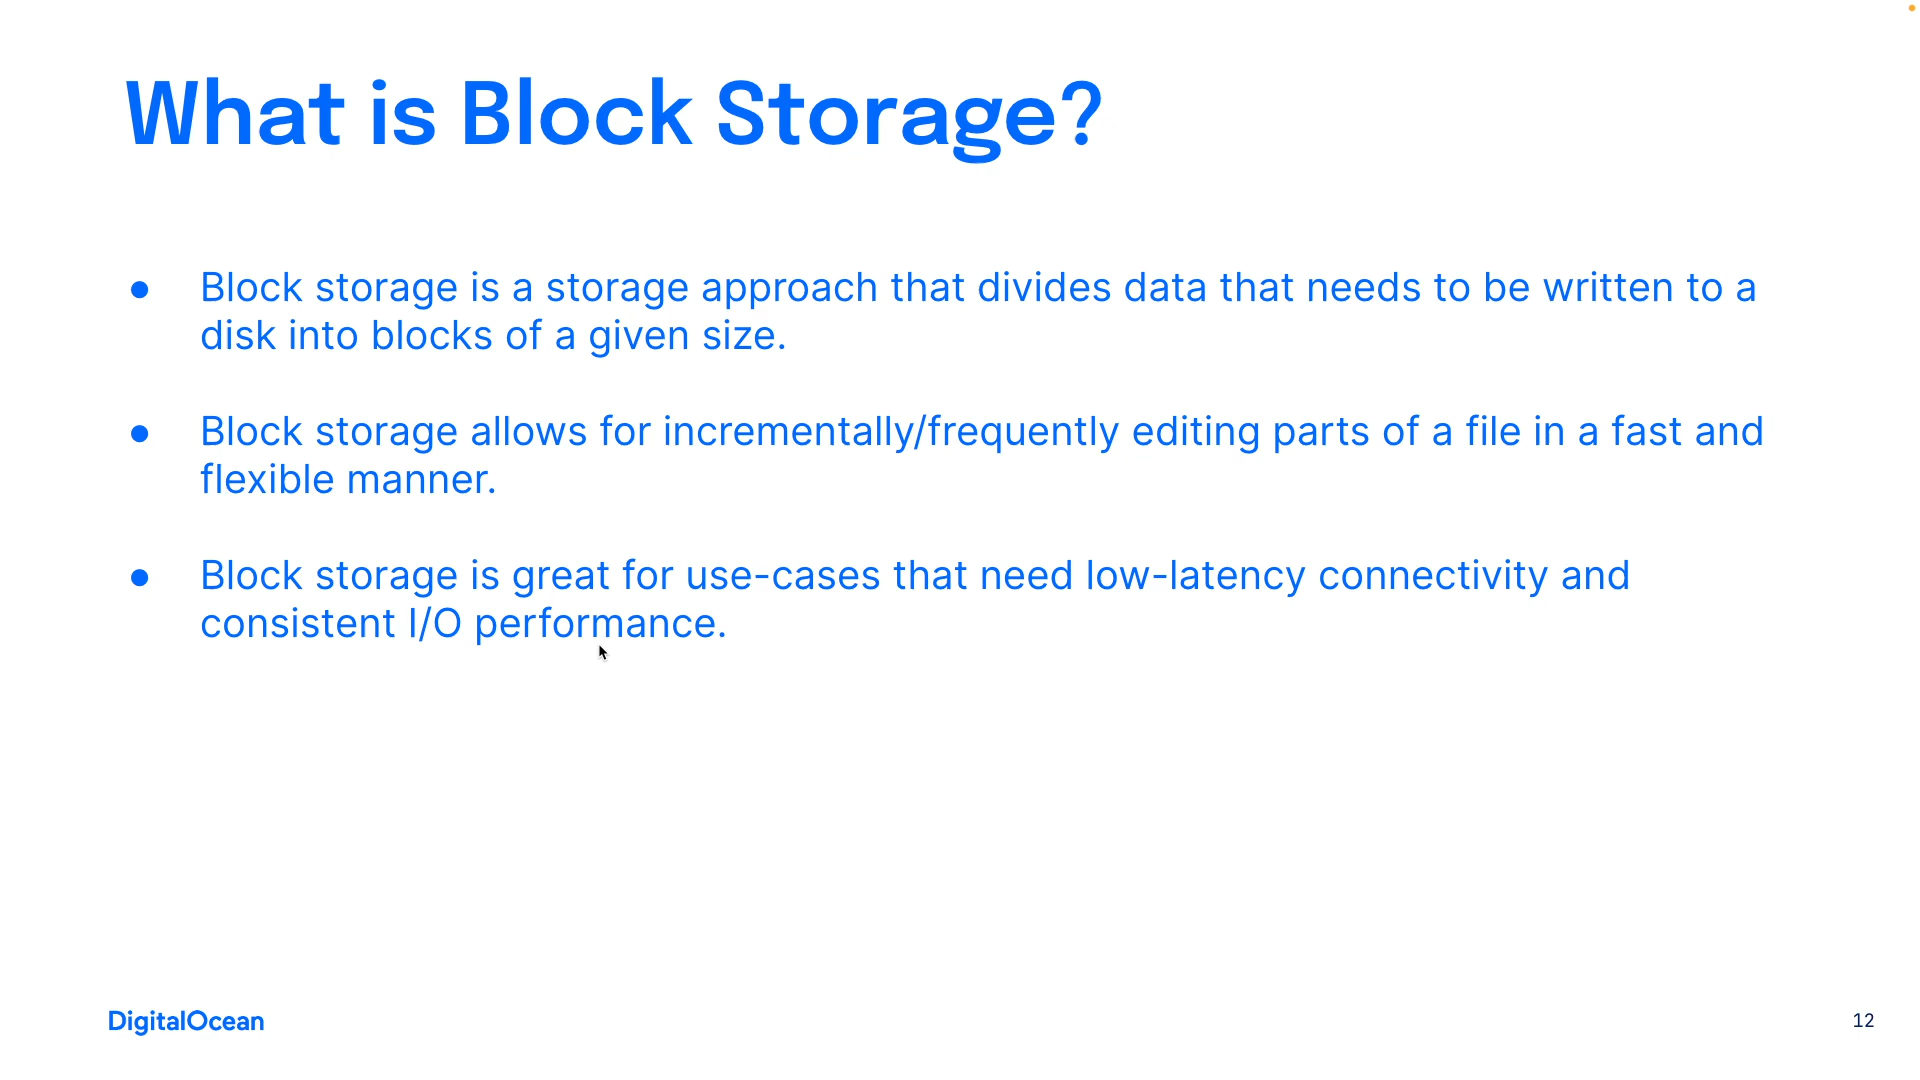 What is Block Storage?
● Block storage is a storage approach that divides data that needs to be written to a
disk into blocks of a given size.
● Block storage allows for incrementally/frequently editing parts of a file in a fast and
flexible manner.
● Block storage is great for use-cases that need low-latency connectivity and
consistent I/O performance.
DigitalOcean
12